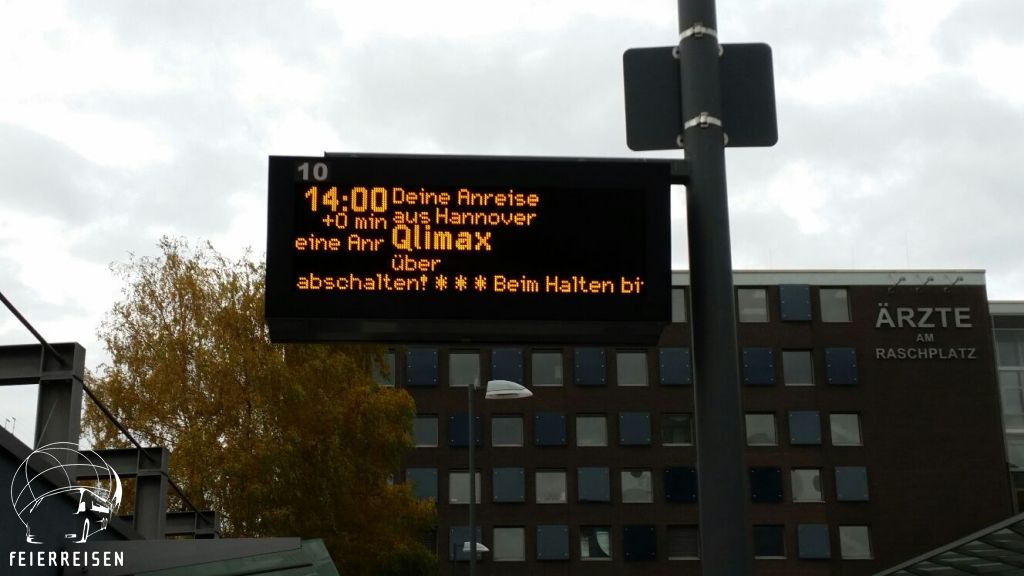 10
14:00 Deine Anreise
+0 min aus Hannover
eine Anr Qlimax
über
abschalten! * * * Beim Halten bi
ÄRZTE
AM
RASCHPLATZ
FEIERREISEN